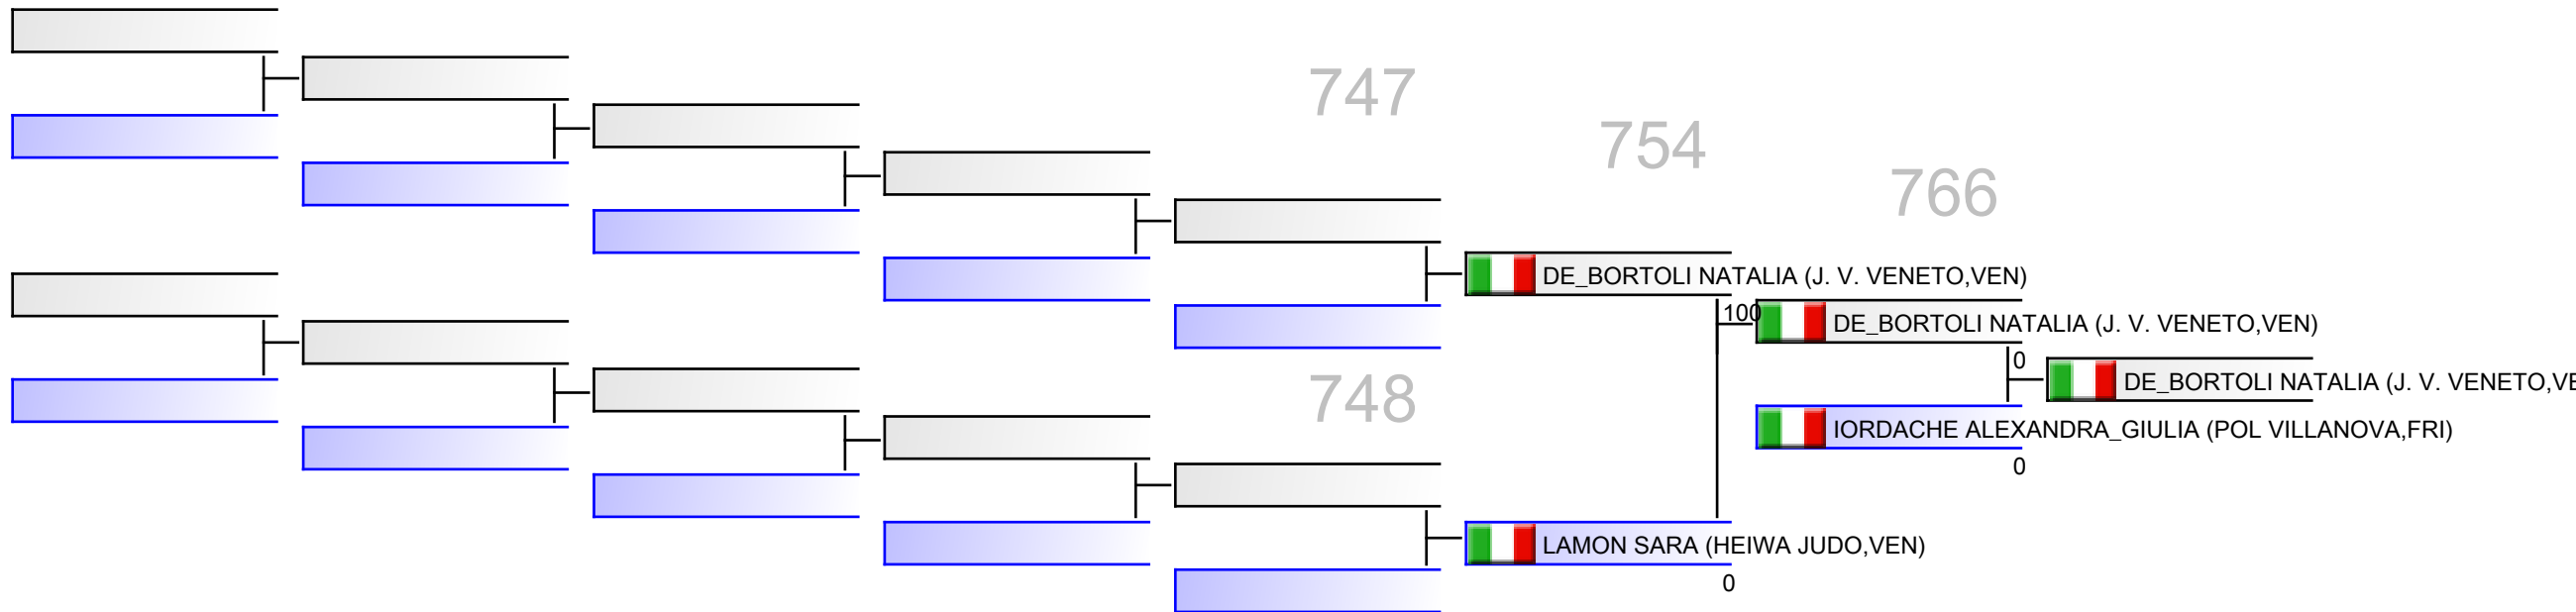 747
754
766
DE_BORTOLI NATALIA (J. V. VENETO,VEN)
100
DE_BORTOLI NATALIA (J. V. VENETO,VEN)
0
DE_BORTOLI NATALIA (J. V. VENETO,VE
748
IORDACHE ALEXANDRA_GIULIA (POL VILLANOVA,FRI)
0
LAMON SARA (HEIWA JUDO,VEN)
0